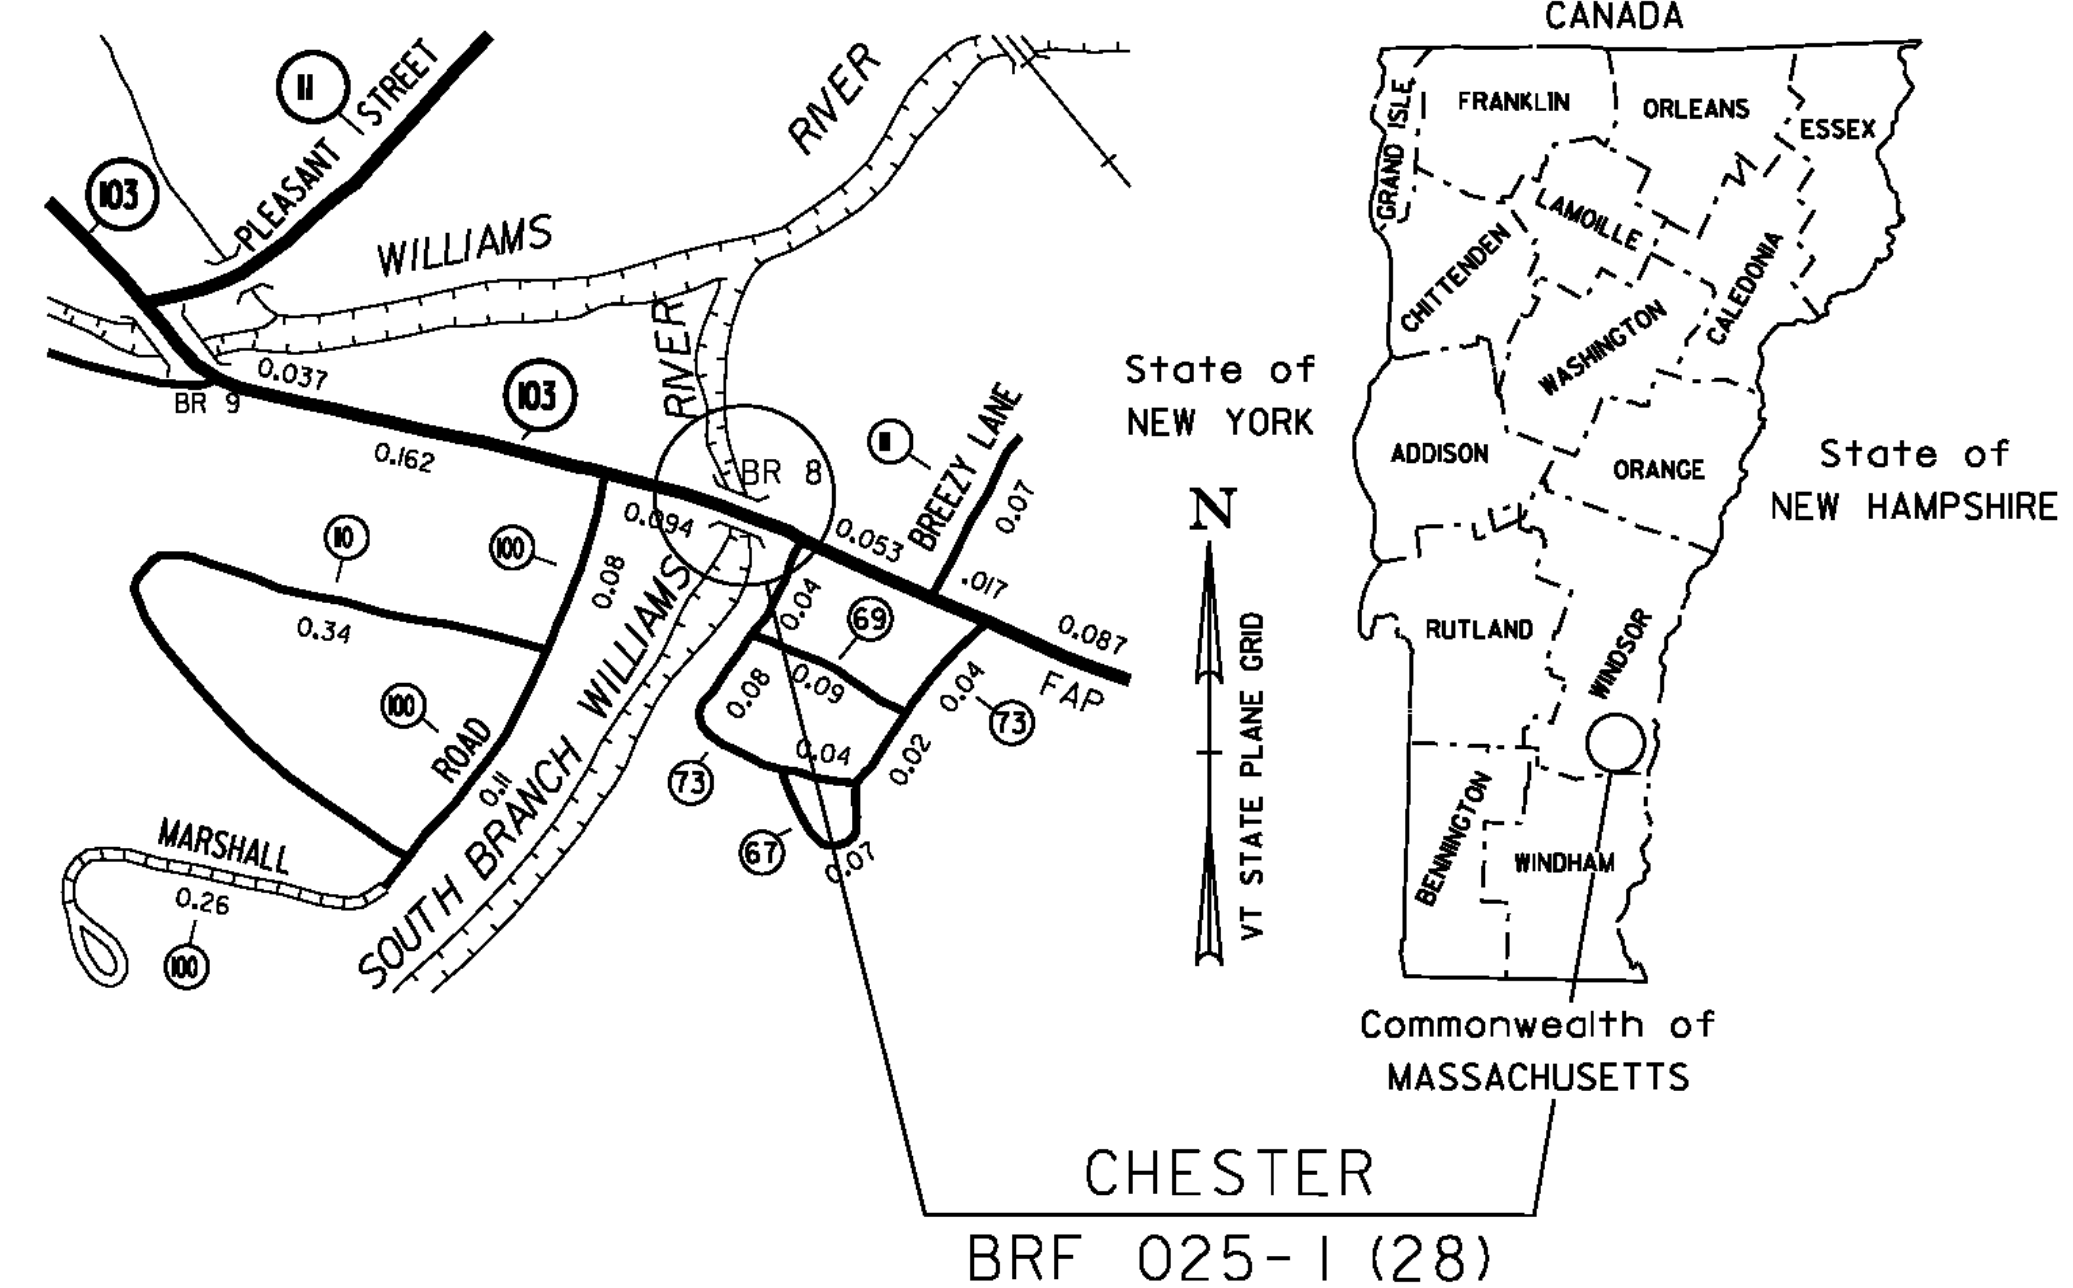 11
PLEASANT STREET
103
WILLIAMS RIVER
0.037
BR 9
0.162
103
RIVER
BR 8
0.094
0.053
11
BREEZY LANE
0.07
.017
0.087
FAP
110
0.34
100
0.08
0.04
69
0.09
0.08
0.04
73
0.04
0.02
73
67
0.07
100
ROAD
0.11
SOUTH BRANCH WILLIAMS
MARSHALL
0.26
100
CANADA
GRAND ISLE
FRANKLIN
ORLEANS
ESSEX
LAMOILLE
CHITTENDEN
CALEDONIA
WASHINGTON
State of
NEW YORK
ADDISON
ORANGE
State of
NEW HAMPSHIRE
N
VT STATE PLANE GRID
RUTLAND
WINDSOR
BENNINGTON
WINDHAM
Commonwealth of
MASSACHUSETTS
CHESTER
BRF 025-1 (28)